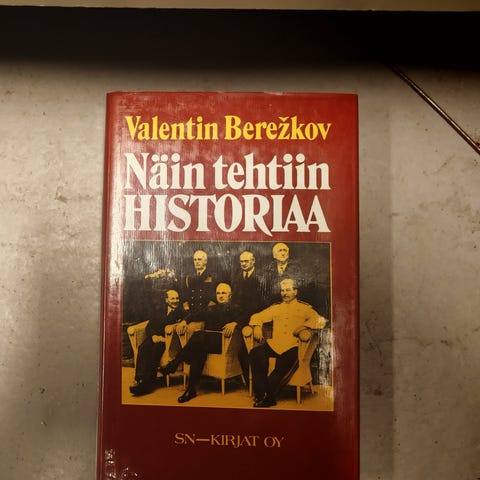 Valentin Berežkov
Näin tehtiin
HISTORIAA
SN–KIRJAT OY